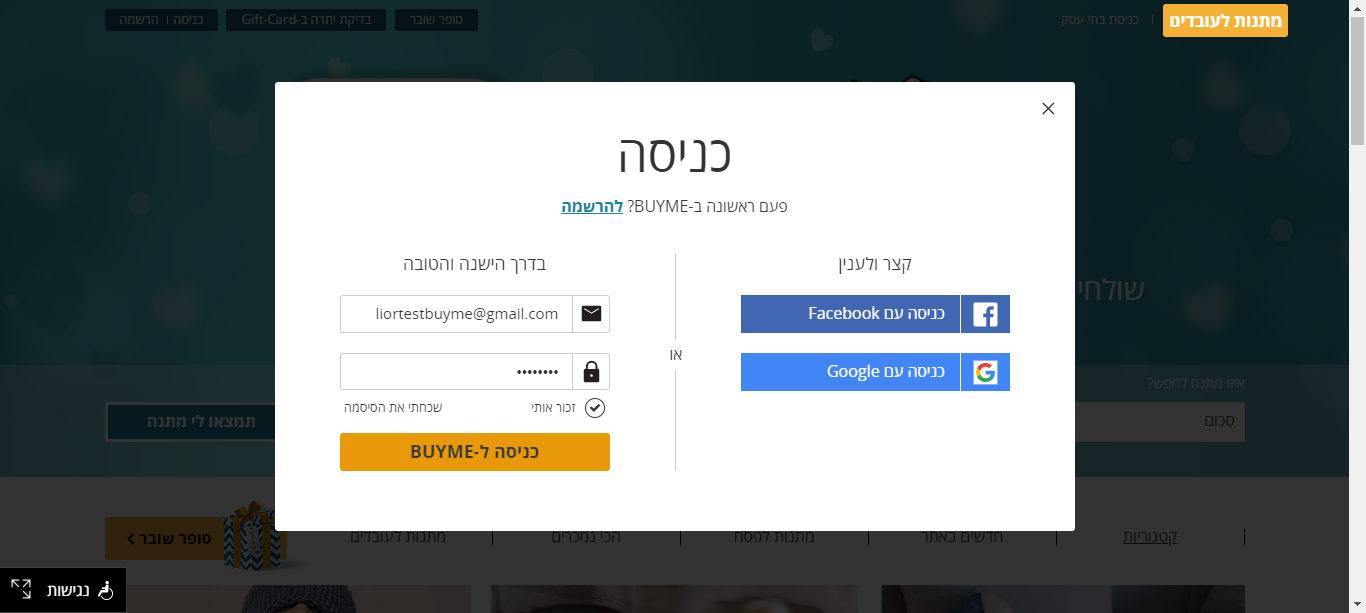 מתנות לעובדים
כניסת בתי עסק
סופר שובר
בדיקת יתרה ב-Gift-Card
כניסה | הרשמה
כניסה
פעם ראשונה ב-BUYME? להרשמה
קצר ולענין
כניסה עם Facebook
כניסה עם Google
או
בדרך הישנה והטובה
liortestbuyme@gmail.com
••••••••
זכור אותי
שכחתי את הסיסמה
כניסה ל-BUYME
שולחי
איזו מתנה לחפש?
סכום
תמצאו לי מתנה
קטגוריות
חדשים באתר
מתנות לפסח
הכי נמכרים
מתנות לעובדים
סופר שובר
נגישות